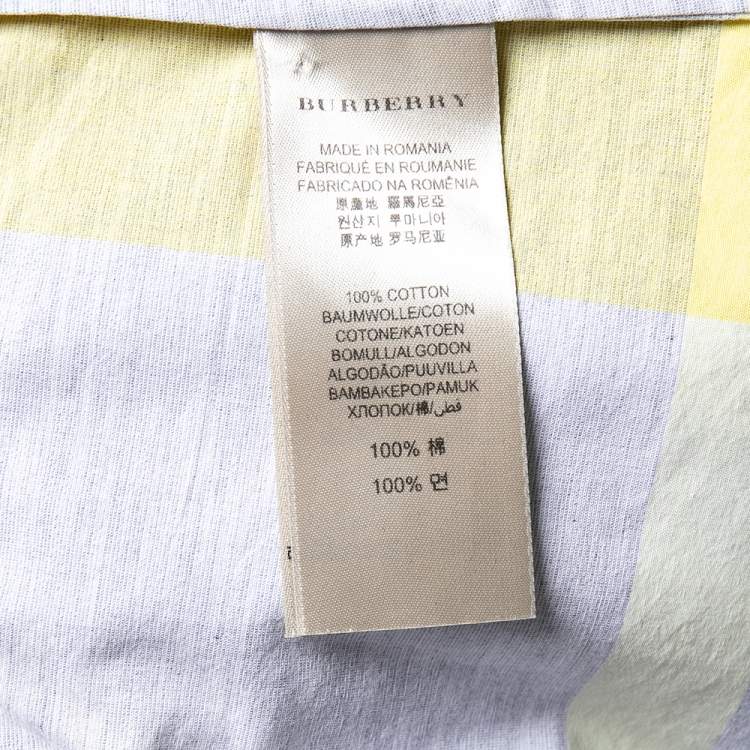 BURBERRY
MADE IN ROMANIA
FABRIQUÉ EN ROUMANIE
FABRICADO NA ROMÉNIA
原產地 羅馬尼亞
원산지 루마니아
原产地 罗马尼亚
100% COTTON
BAUMWOLLE/COTON
COTONE/KATOEN
BOMULL/ALGODON
ALGODÃO/PUUVILLA
BAMBAKEPO/PAMUK
ХЛОПОК/棉/قطن
100% 棉
100% 면